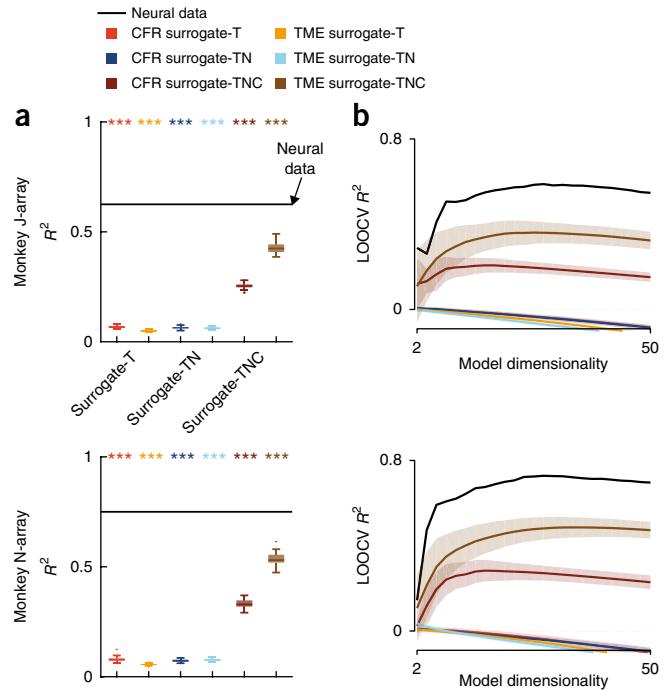 Neural data
CFR surrogate-T
TME surrogate-T
CFR surrogate-TN
TME surrogate-TN
CFR surrogate-TNC
TME surrogate-TNC
a
Monkey J-array
R²
1
0.5
0
*** *** *** *** *** ***
Neural
data
Surrogate-T
Surrogate-TN
Surrogate-TNC
b
LOOCV R²
0.8
0
2
50
Model dimensionality
Monkey N-array
R²
1
0.5
0
*** *** *** *** *** ***
LOOCV R²
0.8
0
2
50
Model dimensionality